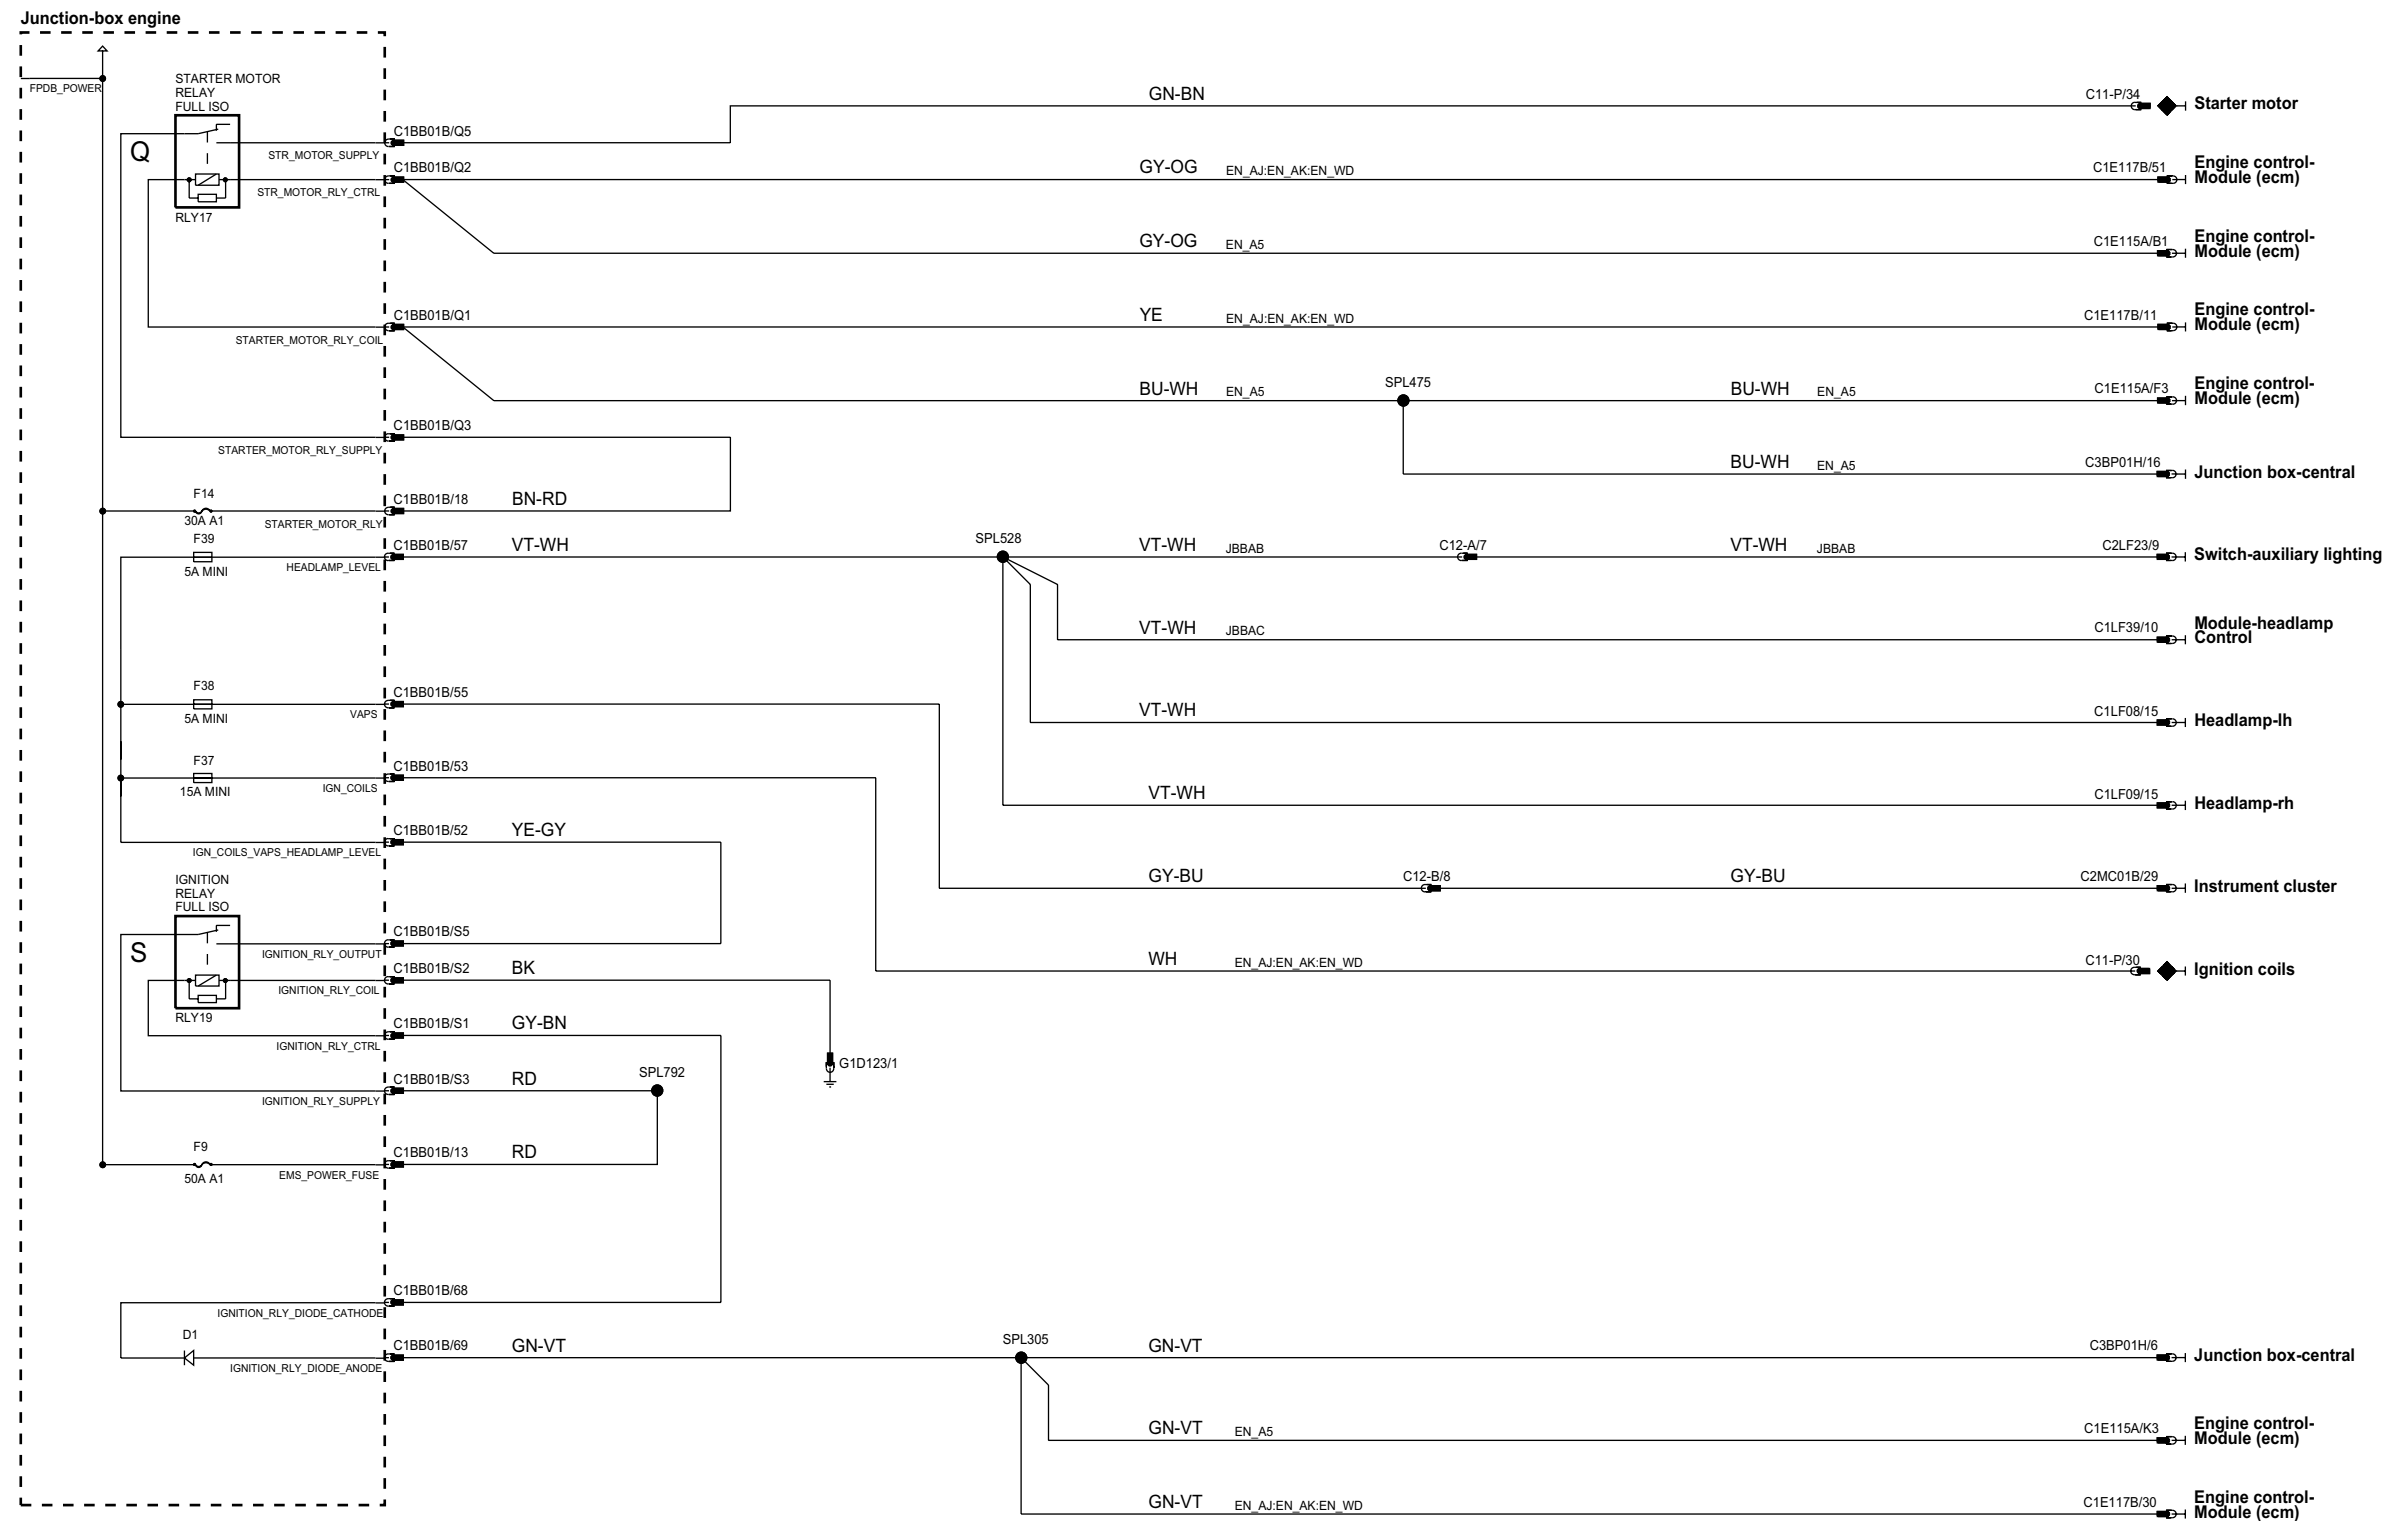 Junction-box engine
FPDB_POWER
STARTER MOTOR
RELAY
FULL ISO
Q
RLY17
STR_MOTOR_SUPPLY
C1BB01B/Q5
GN-BN
C11-P/34
Starter motor
STR_MOTOR_RLY_CTRL
C1BB01B/Q2
GY-OG EN_AJ:EN_AK:EN_WD
C1E117B/51
Engine control-
Module (ecm)
GY-OG EN_A5
C1E115A/B1
Engine control-
Module (ecm)
STARTER_MOTOR_RLY_COIL
C1BB01B/Q1
YE EN_AJ:EN_AK:EN_WD
C1E117B/11
Engine control-
Module (ecm)
BU-WH EN_A5
SPL475
BU-WH EN_A5
C1E115A/F3
Engine control-
Module (ecm)
STARTER_MOTOR_RLY_SUPPLY
C1BB01B/Q3
BU-WH EN_A5
C3BP01H/16
Junction box-central
F14
30A A1
STARTER_MOTOR_RLY
C1BB01B/18
BN-RD
F39
5A MINI
HEADLAMP_LEVEL
C1BB01B/57
VT-WH
SPL528
VT-WH JBBAB
C12-A/7
VT-WH JBBAB
C2LF23/9
Switch-auxiliary lighting
VT-WH JBBAC
C1LF39/10
Module-headlamp
Control
F38
5A MINI
VAPS
C1BB01B/55
VT-WH
C1LF08/15
Headlamp-lh
F37
15A MINI
IGN_COILS
C1BB01B/53
VT-WH
C1LF09/15
Headlamp-rh
IGN_COILS_VAPS_HEADLAMP_LEVEL
C1BB01B/52
YE-GY
GY-BU
C12-B/8
GY-BU
C2MC01B/29
Instrument cluster
IGNITION
RELAY
FULL ISO
S
RLY19
IGNITION_RLY_OUTPUT
C1BB01B/S5
WH EN_AJ:EN_AK:EN_WD
C11-P/30
Ignition coils
IGNITION_RLY_COIL
C1BB01B/S2
BK
G1D123/1
IGNITION_RLY_CTRL
C1BB01B/S1
GY-BN
IGNITION_RLY_SUPPLY
C1BB01B/S3
RD
SPL792
F9
50A A1
EMS_POWER_FUSE
C1BB01B/13
RD
IGNITION_RLY_DIODE_CATHODE
C1BB01B/68
D1
IGNITION_RLY_DIODE_ANODE
C1BB01B/69
GN-VT
SPL305
GN-VT
C3BP01H/6
Junction box-central
GN-VT EN_A5
C1E115A/K3
Engine control-
Module (ecm)
GN-VT EN_AJ:EN_AK:EN_WD
C1E117B/30
Engine control-
Module (ecm)